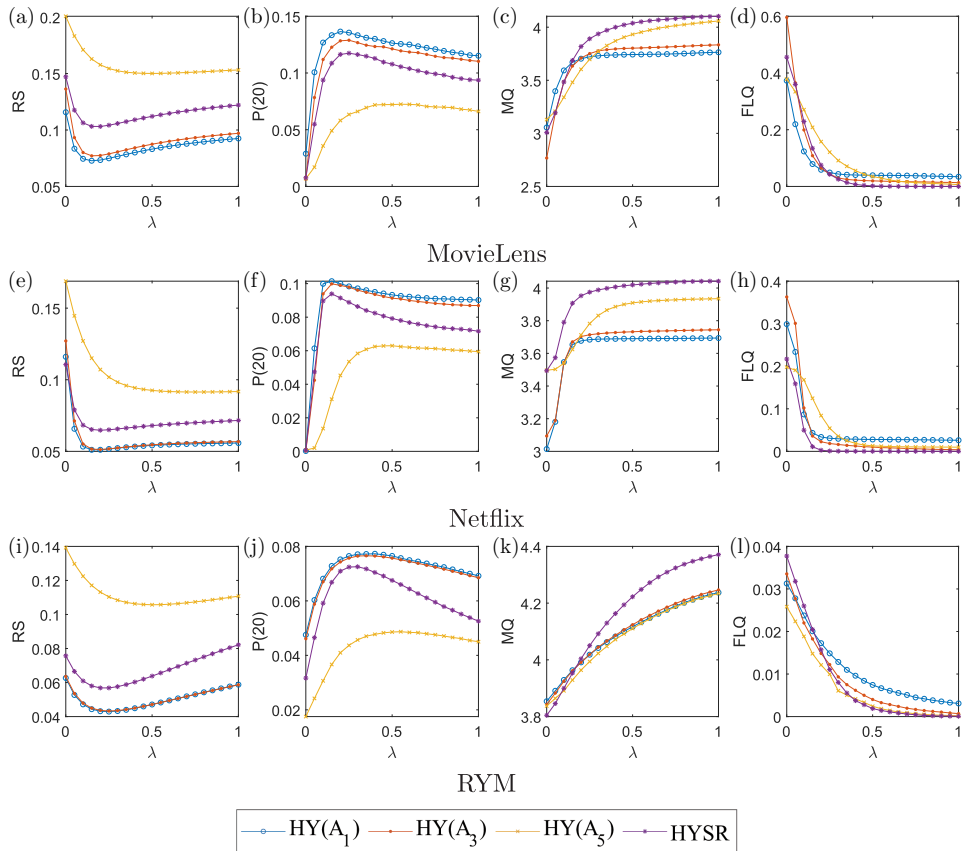 (a) (b) (c) (d)
0.2 0.15 0.1 0.05
RS
0 0.5 1
λ
0.15 0.1 0.05 0
P(20)
0 0.5 1
λ
4 3.5 3 2.5
MQ
0 0.5 1
λ
0.6 0.4 0.2 0
FLQ
0 0.5 1
λ
MovieLens
(e) (f) (g) (h)
0.15 0.1 0.05
RS
0 0.5 1
λ
0.1 0.08 0.06 0.04 0.02 0
P(20)
0 0.5 1
λ
4 3.8 3.6 3.4 3.2 3
MQ
0 0.5 1
λ
0.4 0.3 0.2 0.1 0
FLQ
0 0.5 1
λ
Netflix
(i) (j) (k) (l)
0.14 0.12 0.1 0.08 0.06 0.04
RS
0 0.5 1
λ
0.08 0.06 0.04 0.02
P(20)
0 0.5 1
λ
4.4 4.2 4 3.8
MQ
0 0.5 1
λ
0.04 0.03 0.02 0.01 0
FLQ
0 0.5 1
λ
RYM
HY(A1) HY(A3) HY(A5) HYSR